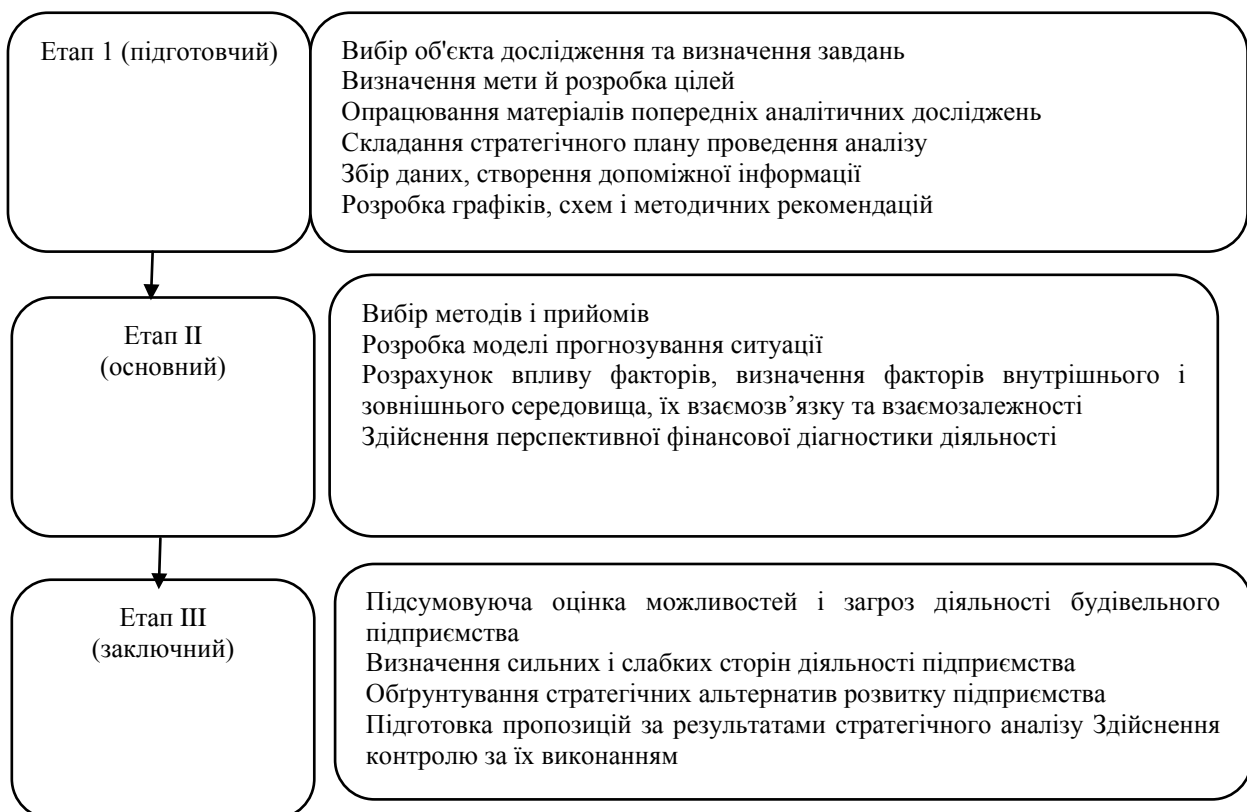 Етап 1 (підготовчий)
Вибір об'єкта дослідження та визначення завдань
Визначення мети й розробка цілей
Опрацювання матеріалів попередніх аналітичних досліджень
Складання стратегічного плану проведення аналізу
Збір даних, створення допоміжної інформації
Розробка графіків, схем і методичних рекомендацій
Етап II
(основний)
Вибір методів і прийомів
Розробка моделі прогнозування ситуації
Розрахунок впливу факторів, визначення факторів внутрішнього і
зовнішнього середовища, їх взаємозв’язку та взаємозалежності
Здійснення перспективної фінансової діагностики діяльності
Етап III
(заключний)
Підсумовуюча оцінка можливостей і загроз діяльності будівельного
підприємства
Визначення сильних і слабких сторін діяльності підприємства
Обґрунтування стратегічних альтернатив розвитку підприємства
Підготовка пропозицій за результатами стратегічного аналізу Здійснення
контролю за їх виконанням